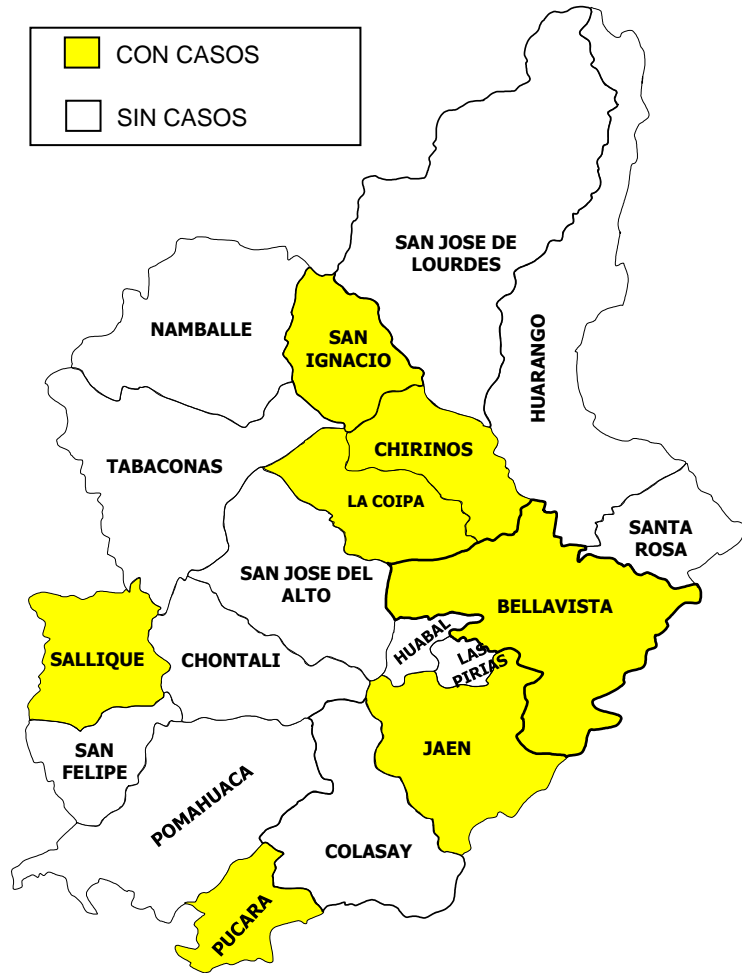 CON CASOS
SIN CASOS
SAN JOSE DE
LOURDES
HUARANGO
NAMBALLE
SAN
IGNACIO
TABACONAS
CHIRINOS
LA COIPA
SANTA
ROSA
SAN JOSE DEL
ALTO
BELLAVISTA
HUABAL
LAS
PIRIAS
SALLIQUE
CHONTALI
SAN
FELIPE
JAEN
POMAHUACA
COLASAY
PUCARA